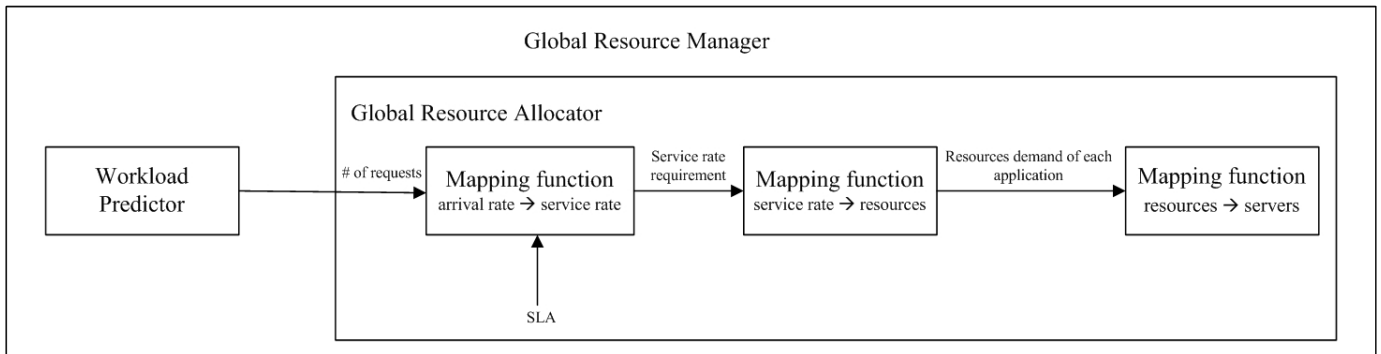 Global Resource Manager
Global Resource Allocator
Workload
Predictor
# of requests
Mapping function
arrival rate → service rate
SLA
Service rate
requirement
Mapping function
service rate → resources
Resources demand of each
application
Mapping function
resources → servers